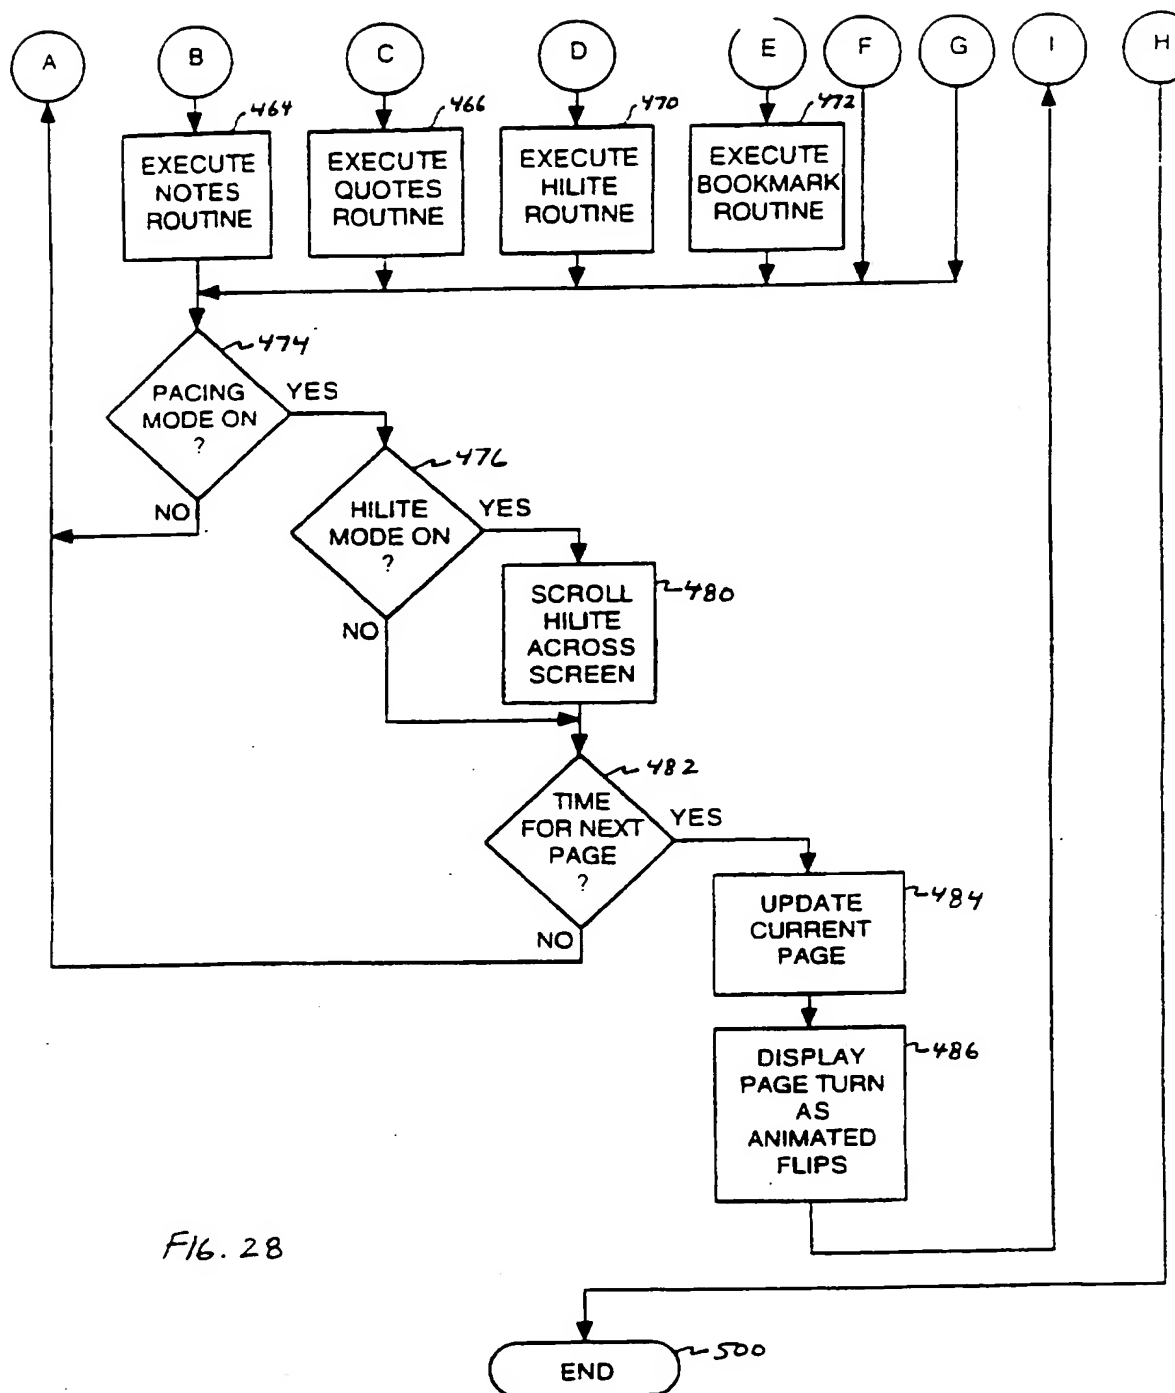 A
B
C
D
E
F
G
I
H
464
466
470
472
EXECUTE
NOTES
ROUTINE
EXECUTE
QUOTES
ROUTINE
EXECUTE
HILITE
ROUTINE
EXECUTE
BOOKMARK
ROUTINE
474
PACING
MODE ON
?
YES
NO
476
HILITE
MODE ON
?
YES
NO
480
SCROLL
HILITE
ACROSS
SCREEN
482
TIME
FOR NEXT
PAGE
?
YES
NO
484
UPDATE
CURRENT
PAGE
486
DISPLAY
PAGE TURN
AS
ANIMATED
FLIPS
FIG. 28
500
END